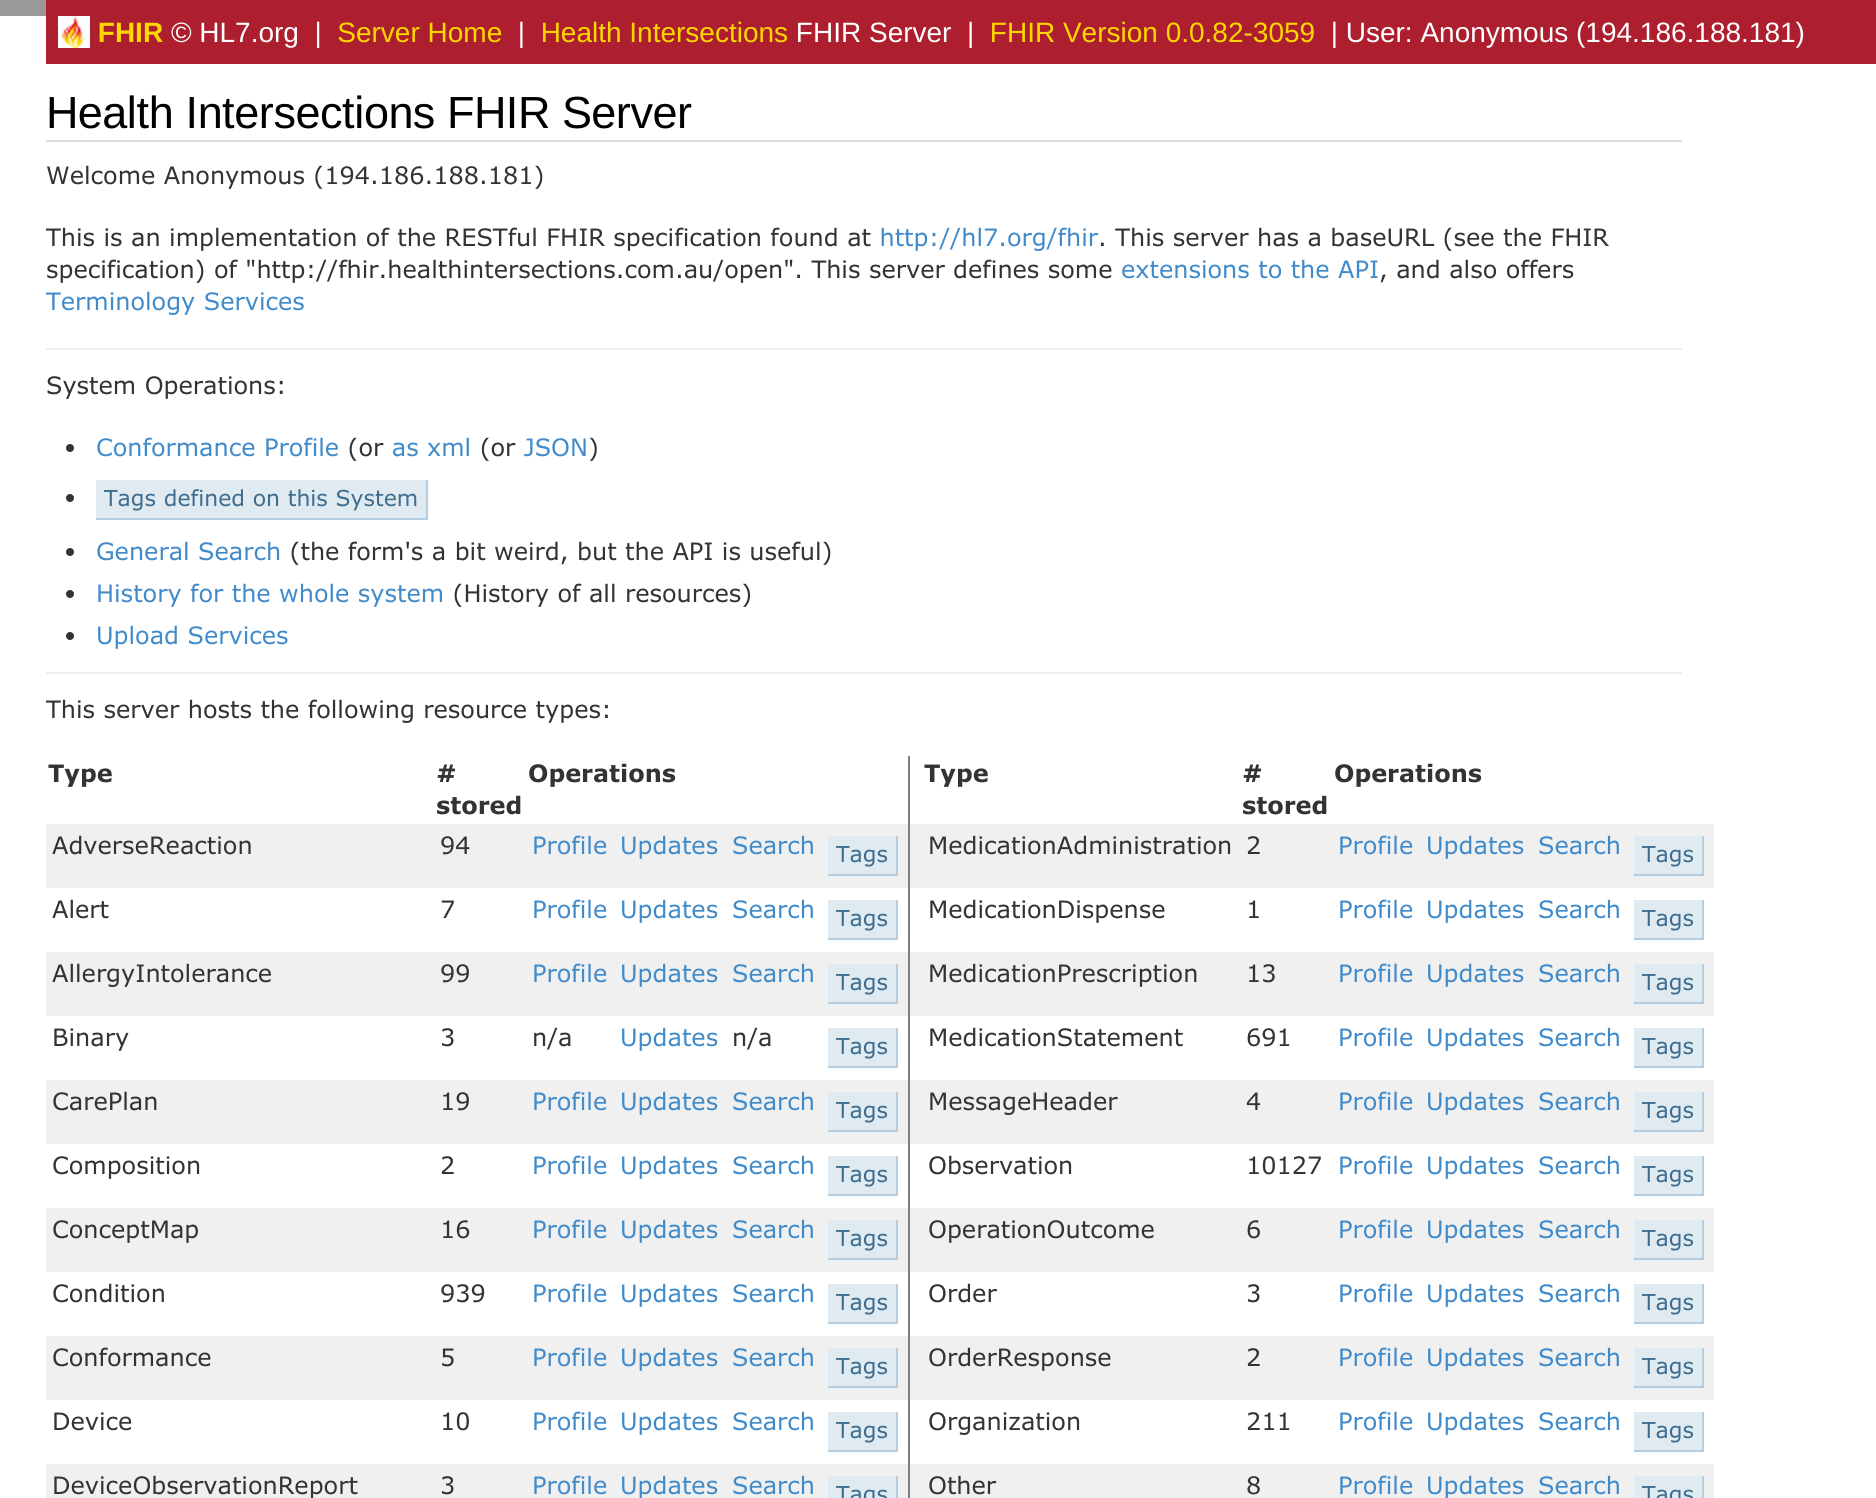 FHIR © HL7.org | Server Home | Health Intersections FHIR Server | FHIR Version 0.0.82-3059 | User: Anonymous (194.186.188.181)
Health Intersections FHIR Server
Welcome Anonymous (194.186.188.181)
This is an implementation of the RESTful FHIR specification found at http://hl7.org/fhir. This server has a baseURL (see the FHIR
specification) of "http://fhir.healthintersections.com.au/open". This server defines some extensions to the API, and also offers
Terminology Services
System Operations:
• Conformance Profile (or as xml (or JSON)
• Tags defined on this System
• General Search (the form's a bit weird, but the API is useful)
• History for the whole system (History of all resources)
• Upload Services
This server hosts the following resource types:
Type # stored Operations Type # stored Operations
AdverseReaction 94 Profile Updates Search Tags MedicationAdministration 2 Profile Updates Search Tags
Alert 7 Profile Updates Search Tags MedicationDispense 1 Profile Updates Search Tags
AllergyIntolerance 99 Profile Updates Search Tags MedicationPrescription 13 Profile Updates Search Tags
Binary 3 n/a Updates n/a Tags MedicationStatement 691 Profile Updates Search Tags
CarePlan 19 Profile Updates Search Tags MessageHeader 4 Profile Updates Search Tags
Composition 2 Profile Updates Search Tags Observation 10127 Profile Updates Search Tags
ConceptMap 16 Profile Updates Search Tags OperationOutcome 6 Profile Updates Search Tags
Condition 939 Profile Updates Search Tags Order 3 Profile Updates Search Tags
Conformance 5 Profile Updates Search Tags OrderResponse 2 Profile Updates Search Tags
Device 10 Profile Updates Search Tags Organization 211 Profile Updates Search Tags
DeviceObservationReport 3 Profile Updates Search Tags Other 8 Profile Updates Search Tags